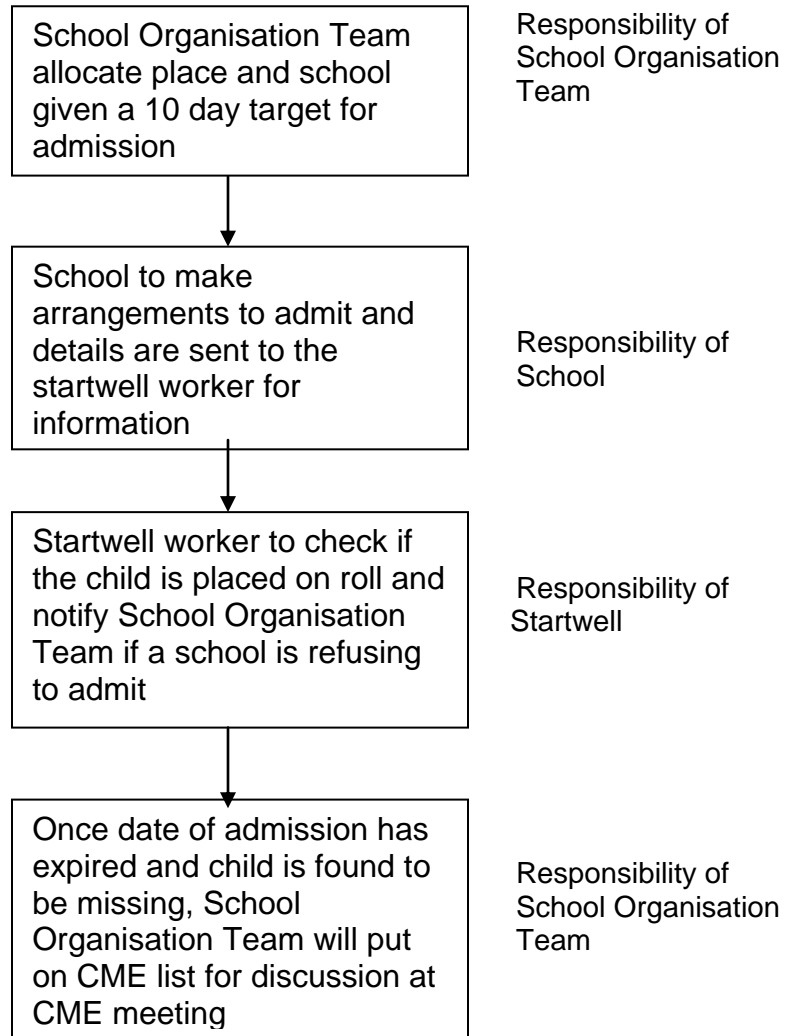 School Organisation Team
allocate place and school
given a 10 day target for
admission
Responsibility of
School Organisation
Team
School to make
arrangements to admit and
details are sent to the
startwell worker for
information
Responsibility of
School
Startwell worker to check if
the child is placed on roll and
notify School Organisation
Team if a school is refusing
to admit
Responsibility of
Startwell
Once date of admission has
expired and child is found to
be missing, School
Organisation Team will put
on CME list for discussion at
CME meeting
Responsibility of
School Organisation
Team